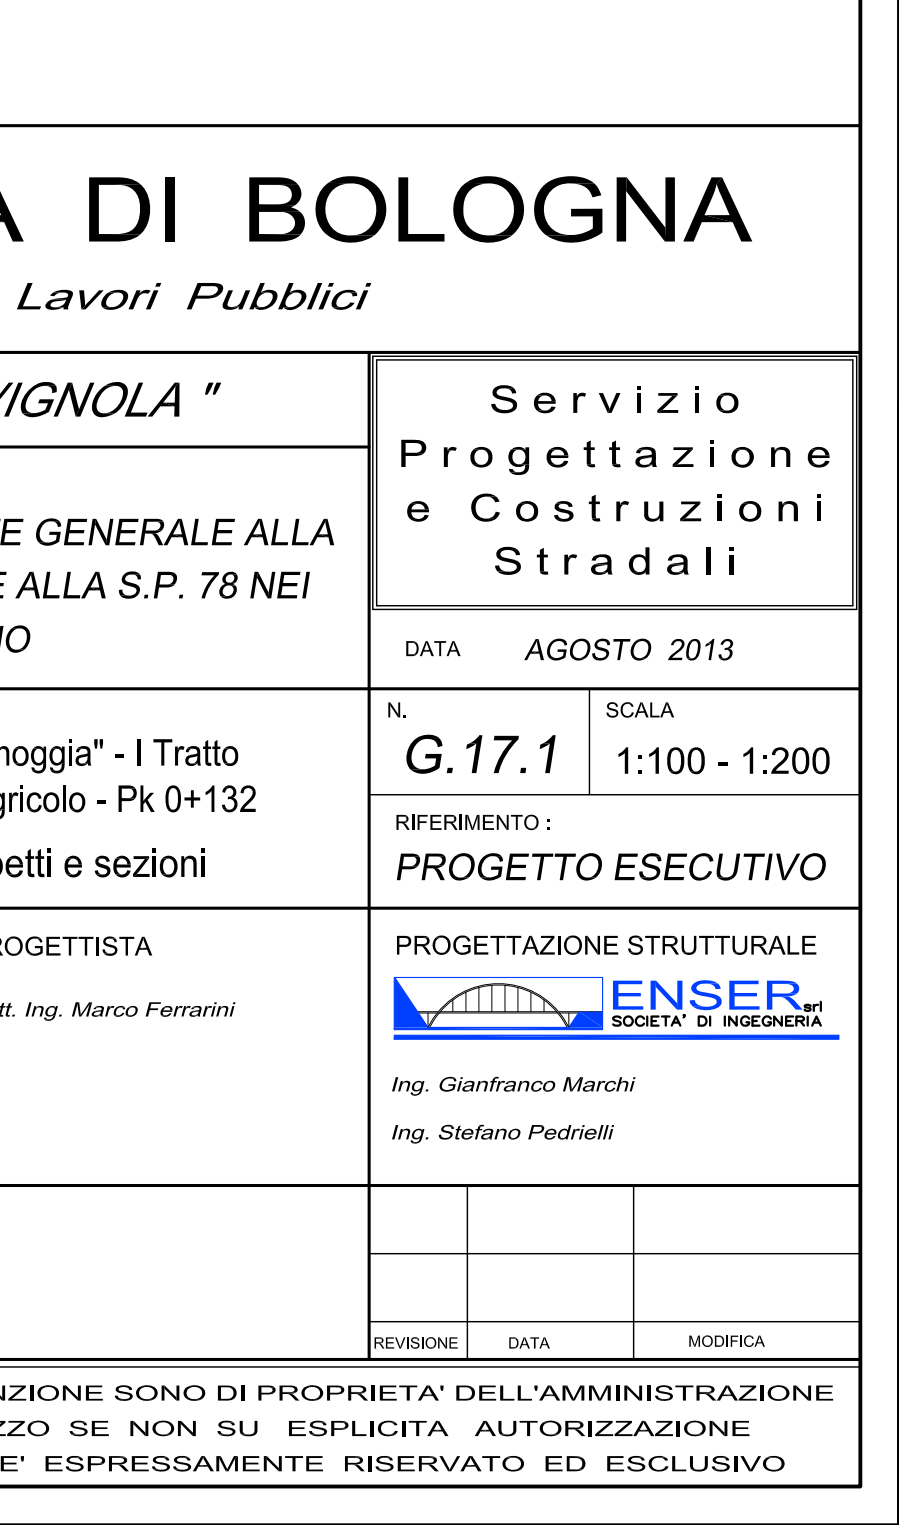 A DI BOLOGNA
Lavori Pubblici
VIGNOLA "
Servizio
Progettazione
e Costruzioni
Stradali
E GENERALE ALLA
E ALLA S.P. 78 NEI
NO
DATA AGOSTO 2013
N.
G.17.1
SCALA
1:100 - 1:200
noggia" - I Tratto
gricolo - Pk 0+132
petti e sezioni
RIFERIMENTO :
PROGETTO ESECUTIVO
ROGETTISTA
tt. Ing. Marco Ferrarini
PROGETTAZIONE STRUTTURALE
ENSER srl
SOCIETA' DI INGEGNERIA
Ing. Gianfranco Marchi
Ing. Stefano Pedrielli
REVISIONE DATA MODIFICA
NZIONE SONO DI PROPRIETA' DELL'AMMINISTRAZIONE
ZZO SE NON SU ESPLICITA AUTORIZZAZIONE
E' ESPRESSAMENTE RISERVATO ED ESCLUSIVO